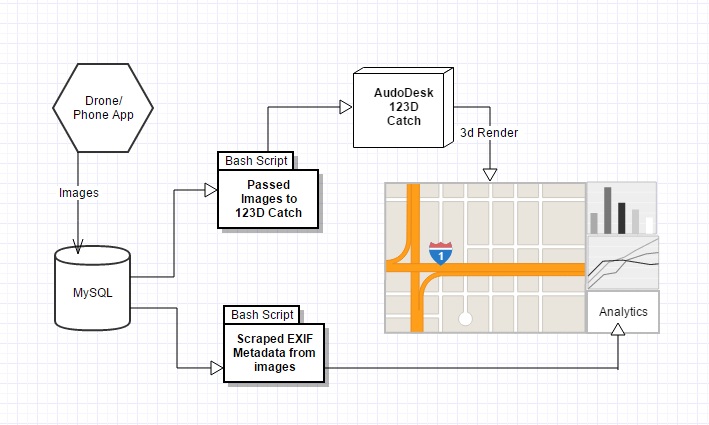 Drone/
Phone App
Images
MySQL
Bash Script
Passed
Images to
123D Catch
AudoDesk
123D
Catch
3d Render
1
Bash Script
Scraped EXIF
Metadata from
images
Analytics